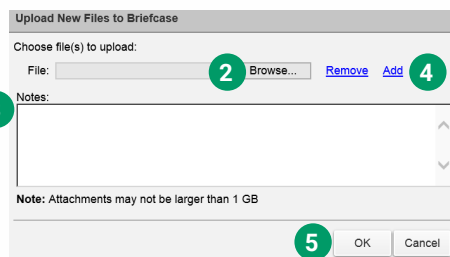 Upload New Files to Briefcase
Choose file(s) to upload:
File: 2 Browse... Remove Add 4
Notes:
Note: Attachments may not be larger than 1 GB
5 OK Cancel